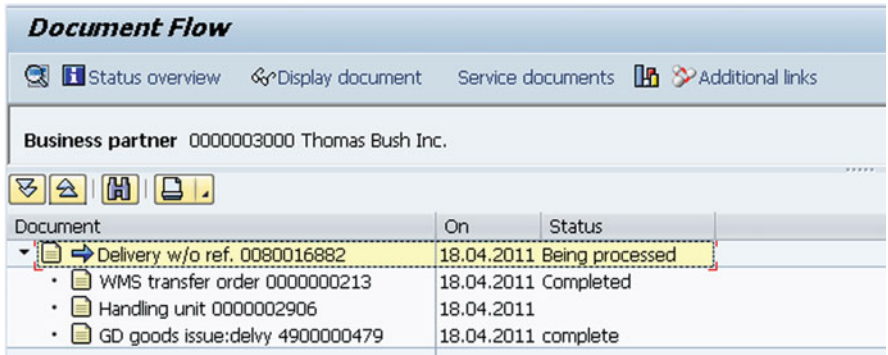 Document Flow
Status overview Display document Service documents Additional links
Business partner 0000003000 Thomas Bush Inc.
Document On Status
Delivery w/o ref. 0080016882 18.04.2011 Being processed
WMS transfer order 0000000213 18.04.2011 Completed
Handling unit 0000002906 18.04.2011
GD goods issue:delvy 4900000479 18.04.2011 complete